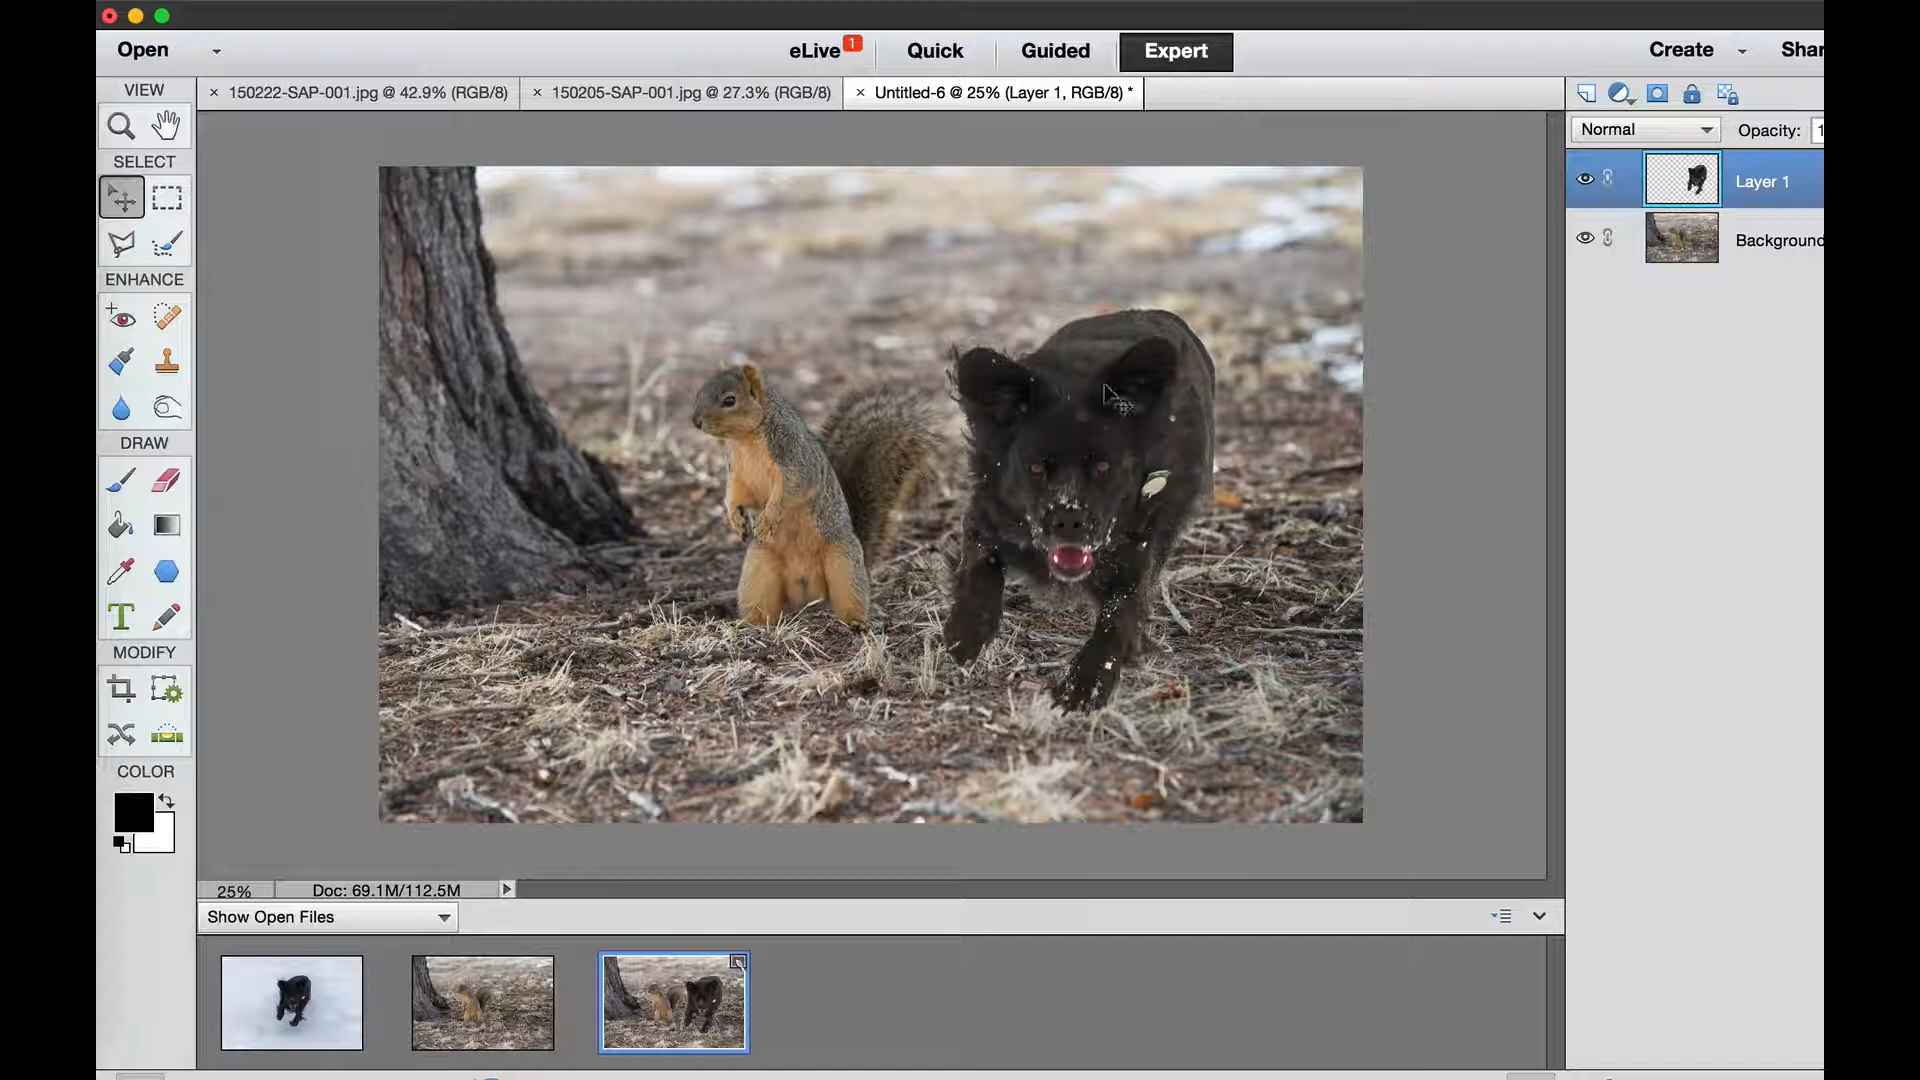 Open
eLive 1
Quick
Guided
Expert
Create
Shar
VIEW
× 150222-SAP-001.jpg @ 42.9% (RGB/8)
× 150205-SAP-001.jpg @ 27.3% (RGB/8)
× Untitled-6 @ 25% (Layer 1, RGB/8) *
Normal
Opacity: 1
SELECT
Layer 1
Background
ENHANCE
DRAW
T
MODIFY
COLOR
25%
Doc: 69.1M/112.5M
Show Open Files